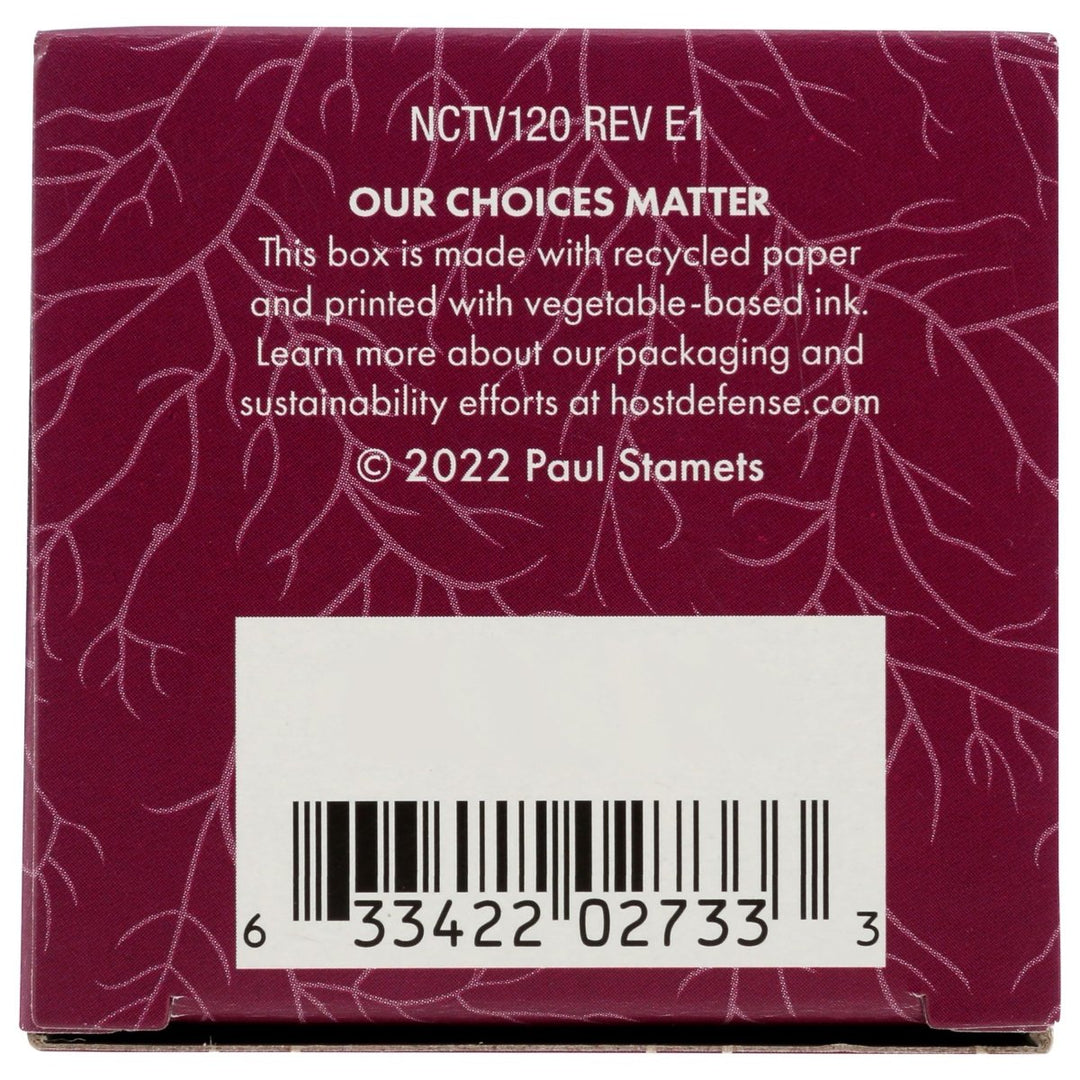 NCTV120 REV E1
OUR CHOICES MATTER
This box is made with recycled paper
and printed with vegetable-based ink.
Learn more about our packaging and
sustainability efforts at hostdefense.com
© 2022 Paul Stamets
6 33422 02733 3